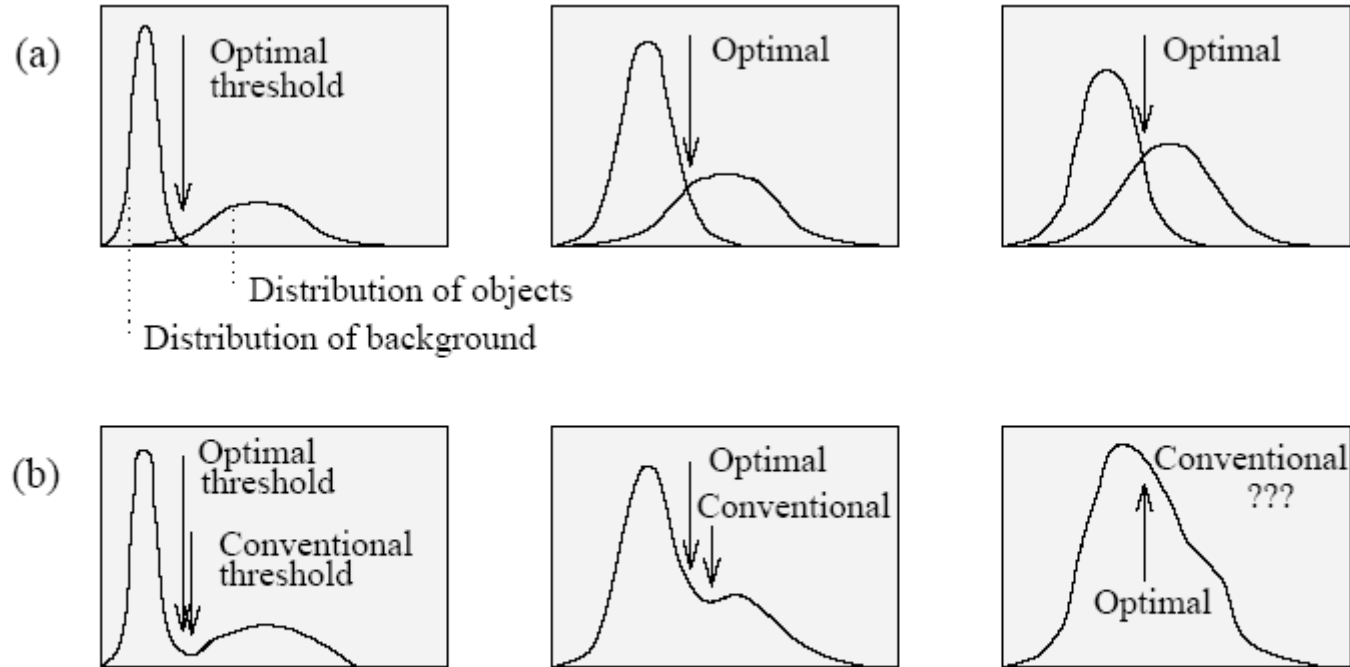 (a)
Optimal
threshold
Optimal
Optimal
Distribution of objects
Distribution of background
(b)
Optimal
threshold
Conventional
threshold
Optimal
Conventional
Conventional
???
Optimal